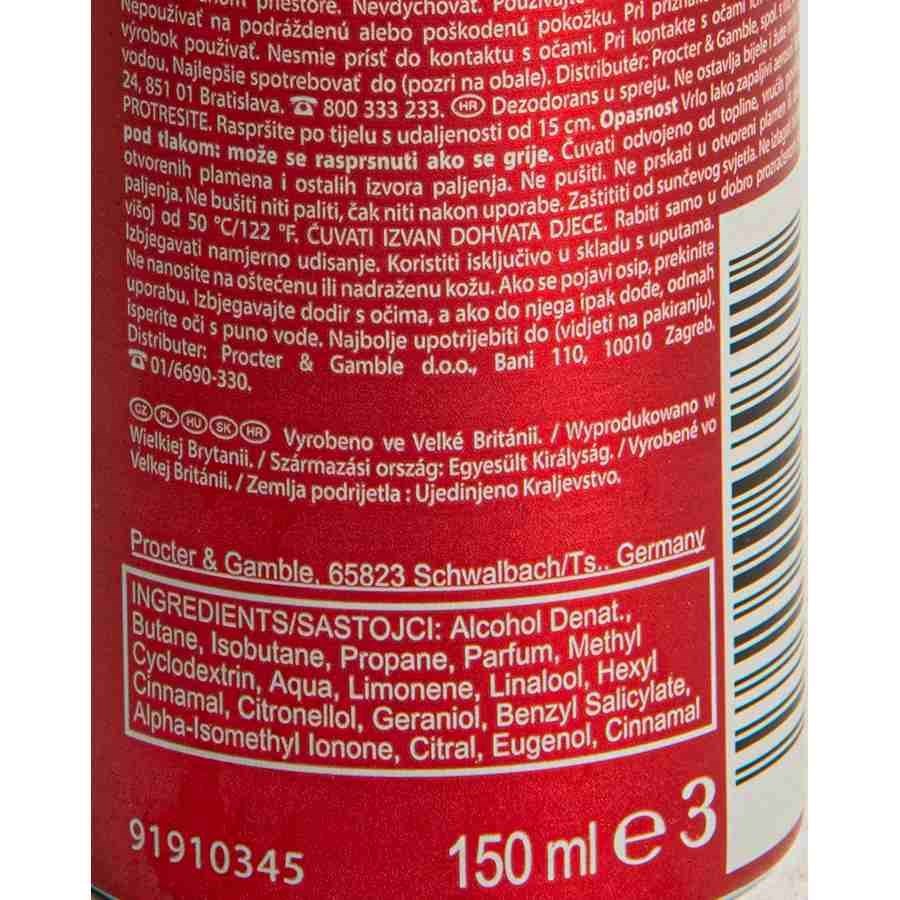 priestore. Nevdychovať. Používajte
Nepoužívať na podráždenú alebo poškodenú pokožku. Pri
výrobok používať. Nesmie prísť do kontaktu s očami. Pri kontakte s očami ich
vodou. Najlepšie spotrebovať do (pozri na obale). Distribútér: Procter & Gamble, spol. s
24, 851 01 Bratislava. ☎ 800 333 233. HR Dezodorans u spreju. Ne ostavlja bijele i žute
PROTRESITE. Raspršite po tijelu s udaljenosti od 15 cm. Opasnost Vrlo lako zapaljivi aerosol
pod tlakom: može se rasprsnuti ako se grije. Čuvati odvojeno od topline, vrućih
otvorenih plamena i ostalih izvora paljenja. Ne pušiti. Ne prskati u otvoreni plamen
paljenja. Ne bušiti niti paliti, čak niti nakon uporabe. Zaštititi od sunčevog svjetla. Ne izlagati
višoj od 50 °C/122 °F. ČUVATI IZVAN DOHVATA DJECE. Rabiti samo u dobro
Izbjegavati namjerno udisanje. Koristiti isključivo u skladu s uputama.
Ne nanosite na oštećenu ili nadraženu kožu. Ako se pojavi osip, prekinite
uporabu. Izbjegavajte dodir s očima, a ako do njega ipak dođe, odmah
isperite oči s puno vode. Najbolje upotrijebiti do (vidjeti na pakiranju).
Distributer: Procter & Gamble d.o.o., Bani 110, 10010 Zagreb.
☎ 01/6690-330.
CZ PL HU SK HR Vyrobeno ve Velké Británii. / Wyprodukowano w
Wielkiej Brytanii. / Származási ország: Egyesült Királyság. / Vyrobené vo
Veľkej Británii. / Zemlja podrijetla : Ujedinjeno Kraljevstvo.
Procter & Gamble, 65823 Schwalbach/Ts., Germany
INGREDIENTS/SASTOJCI: Alcohol Denat.,
Butane, Isobutane, Propane, Parfum, Methyl
Cyclodextrin, Aqua, Limonene, Linalool, Hexyl
Cinnamal, Citronellol, Geraniol, Benzyl Salicylate,
Alpha-Isomethyl Ionone, Citral, Eugenol, Cinnamal
91910345
150 ml e 3